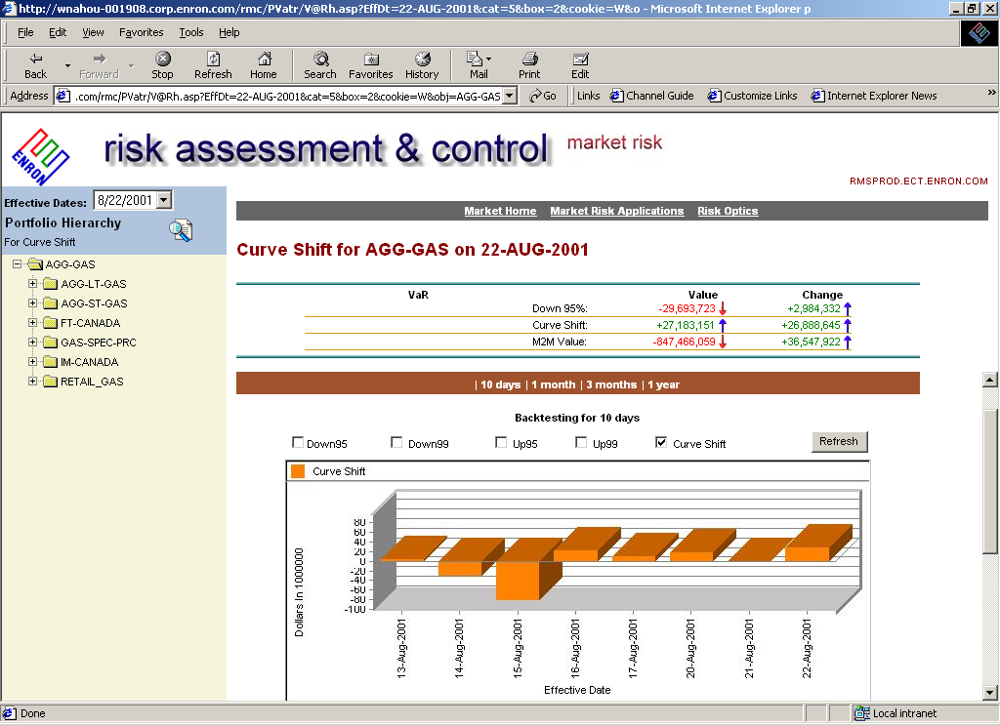 http://wnahou-001908.corp.enron.com/rmc/PVatr/V@Rh.asp?EffDt=22-AUG-2001&cat=5&box=2&cookie=W&o - Microsoft Internet Explorer p
File Edit View Favorites Tools Help
Back Forward Stop Refresh Home Search Favorites History Mail Print Edit
Address .com/rmc/PVatr/V@Rh.asp?EffDt=22-AUG-2001&cat=5&box=2&cookie=W&obj=AGG-GAS Go Links Channel Guide Customize Links Internet Explorer News »
ENRON
risk assessment & control market risk
RMSPROD.ECT.ENRON.COM
Effective Dates: 8/22/2001
Portfolio Hierarchy
For Curve Shift
AGG-GAS
AGG-LT-GAS
AGG-ST-GAS
FT-CANADA
GAS-SPEC-PRC
IM-CANADA
RETAIL_GAS
Market Home Market Risk Applications Risk Optics
Curve Shift for AGG-GAS on 22-AUG-2001
VaR Value Change
Down 95%: -29,693,723 +2,984,332
Curve Shift: +27,183,151 +26,888,645
M2M Value: -847,466,059 +36,547,922
| 10 days | 1 month | 3 months | 1 year
Backtesting for 10 days
Down95 Down99 Up95 Up99 Curve Shift Refresh
Curve Shift
80
60
40
20
0
-20
-40
-60
-80
-100
Dollars In 1000000
13-Aug-2001
14-Aug-2001
15-Aug-2001
16-Aug-2001
17-Aug-2001
20-Aug-2001
21-Aug-2001
22-Aug-2001
Effective Date
Done Local intranet